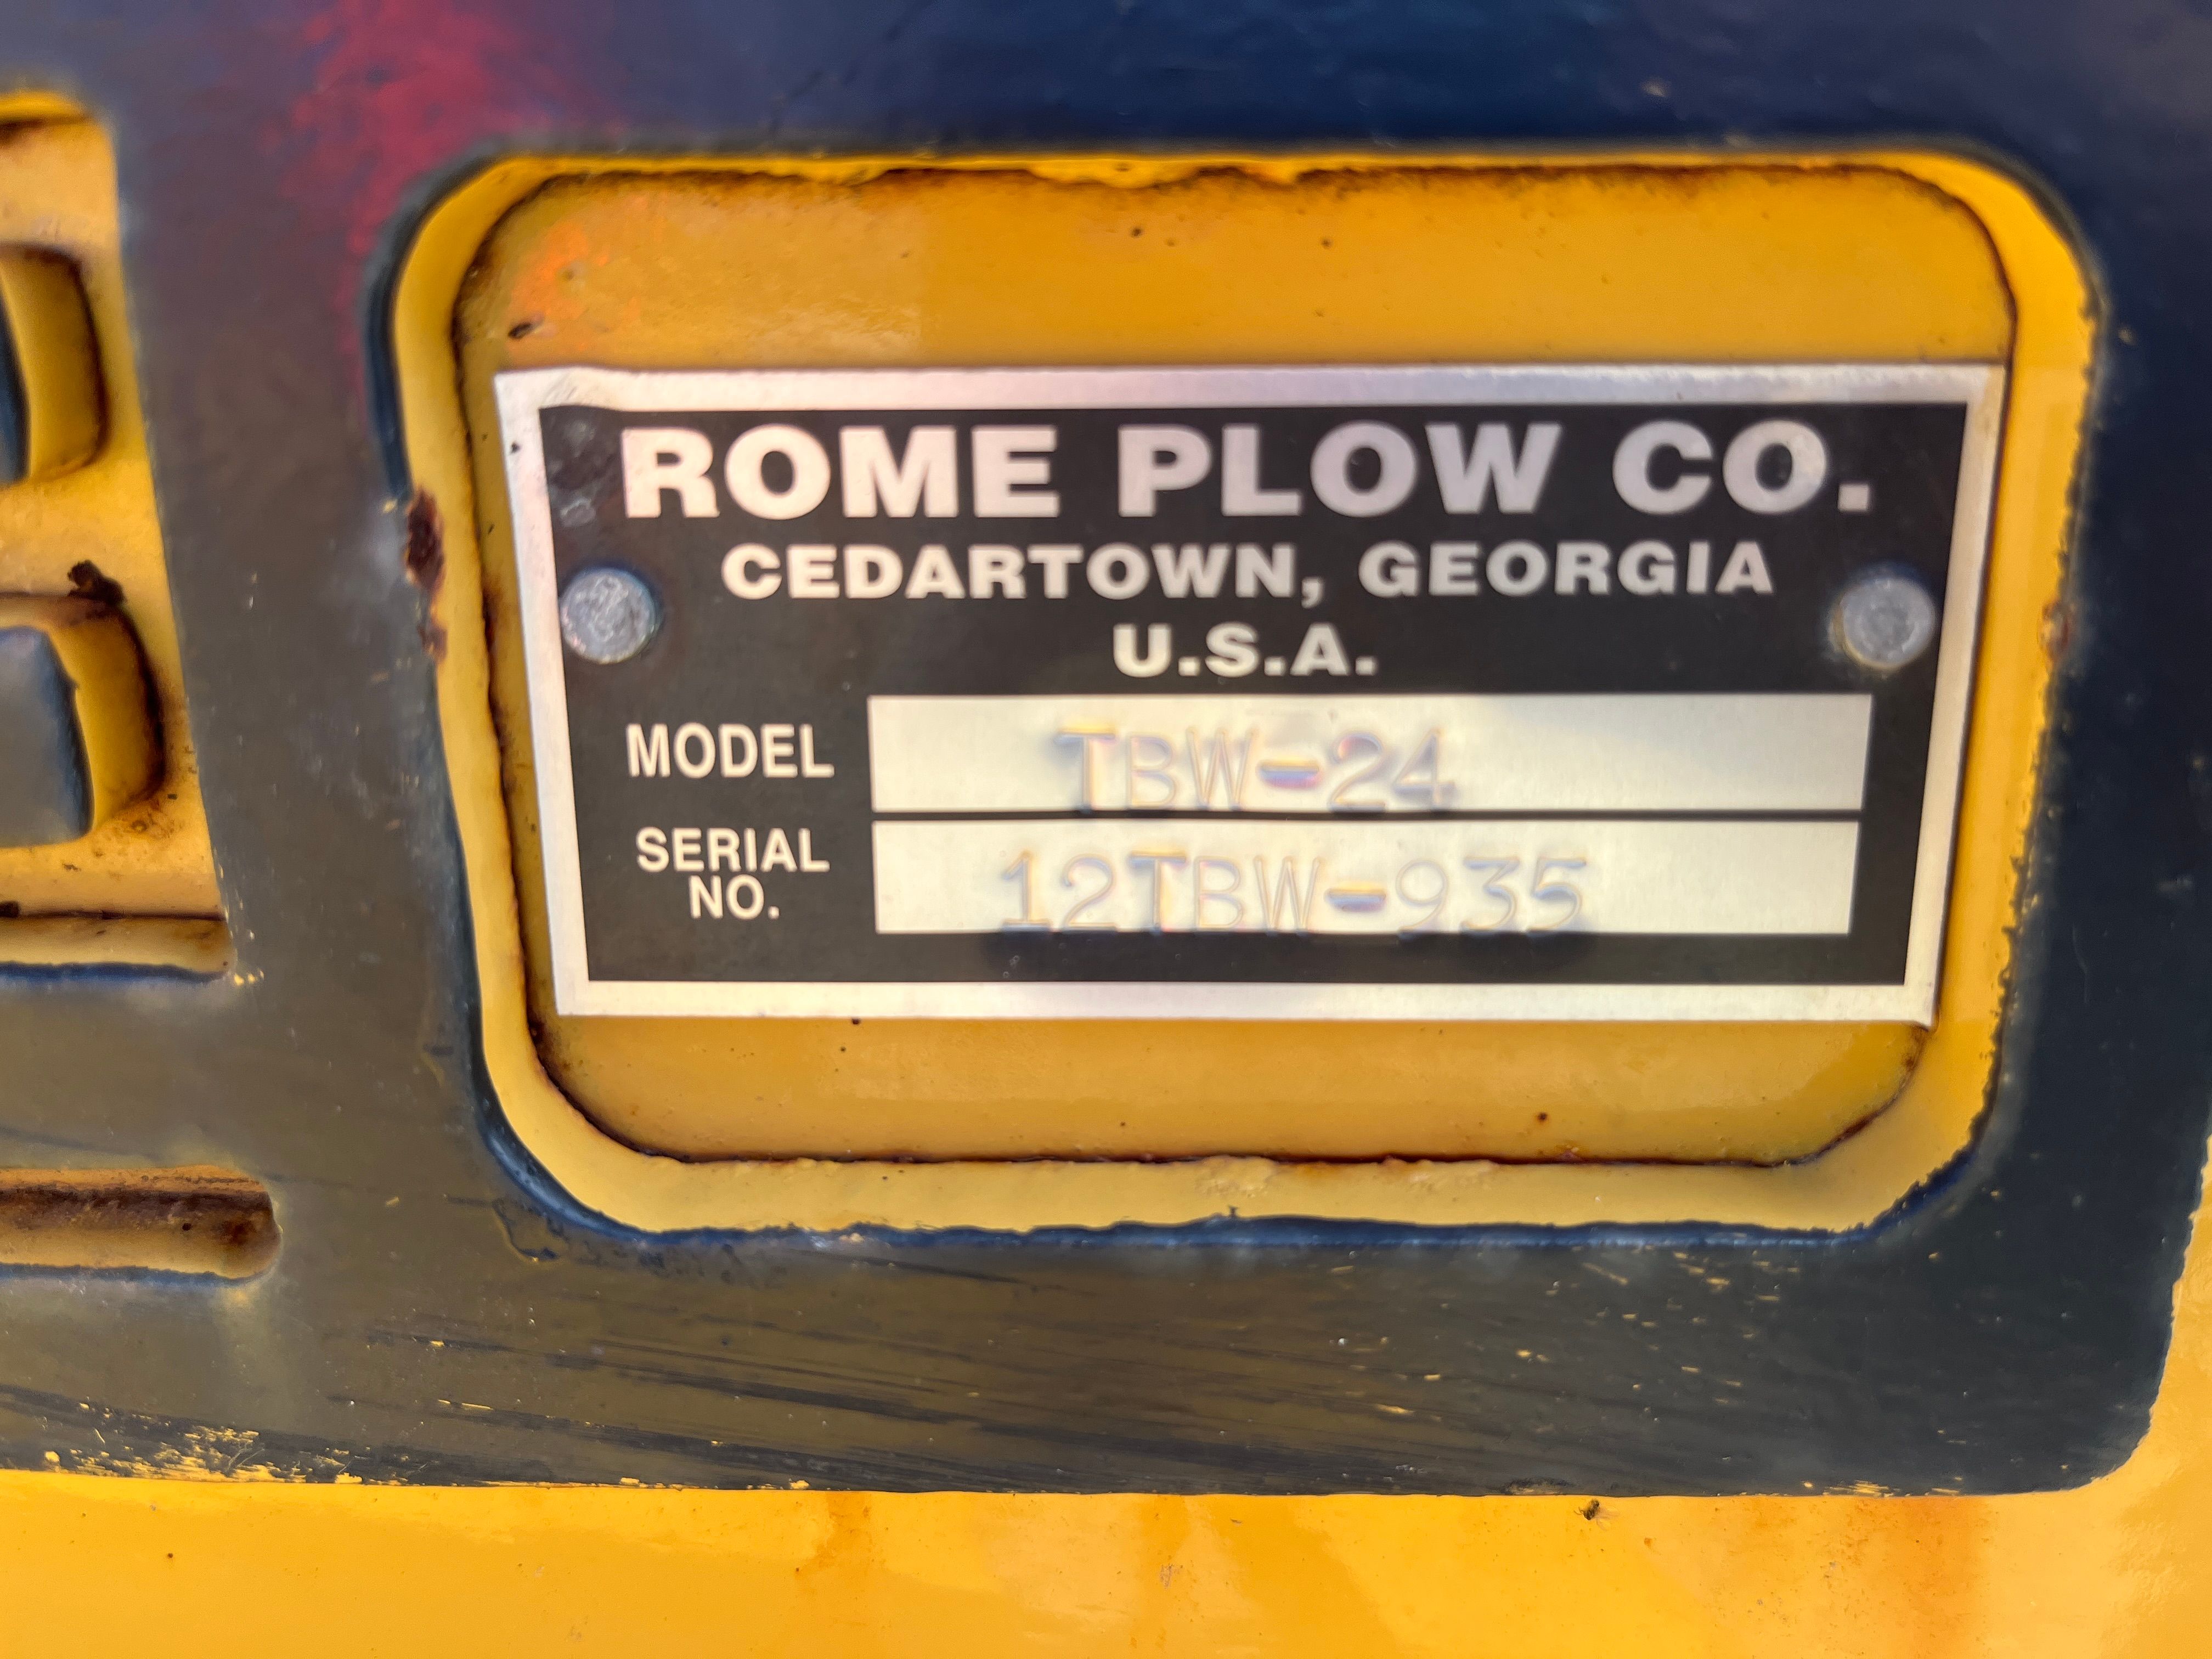 ROME PLOW CO.
CEDARTOWN, GEORGIA
U.S.A.
MODEL TBW-24
SERIAL NO. 12TBW-935